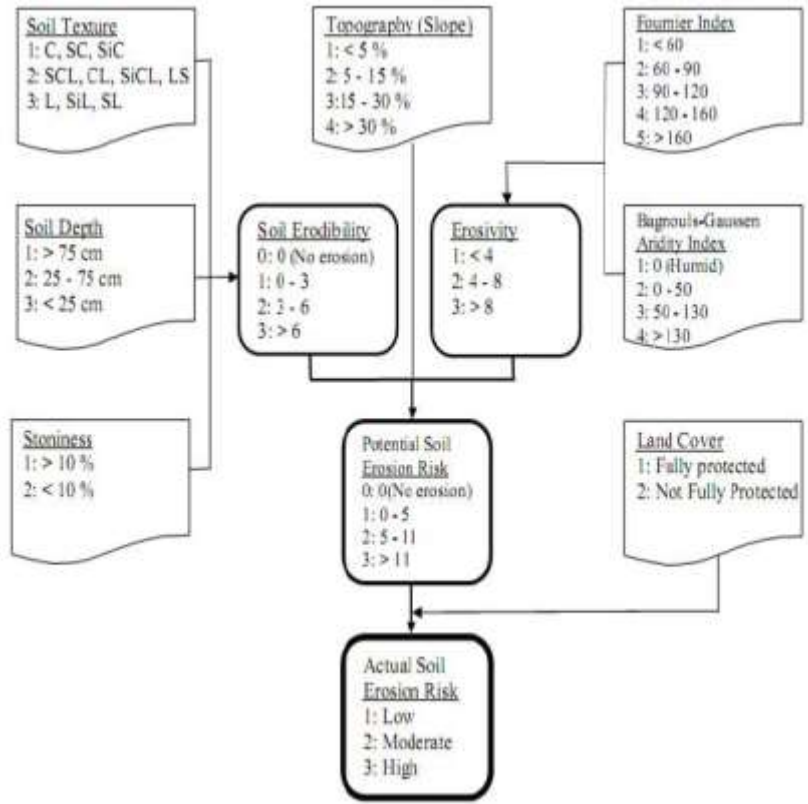 Soil Texture
1: C, SC, SiC
2: SCL, CL, SiCL, LS
3: L, SiL, SL
Topography (Slope)
1: < 5 %
2: 5 - 15 %
3:15 - 30 %
4: > 30 %
Fournier Index
1: < 60
2: 60 - 90
3: 90 - 120
4: 120 - 160
5: > 160
Soil Depth
1: > 75 cm
2: 25 - 75 cm
3: < 25 cm
Soil Erodibility
0: 0 (No erosion)
1: 0 - 3
2: 3 - 6
3: > 6
Erosivity
1: < 4
2: 4 - 8
3: > 8
Bagnouls-Gaussen
Aridity Index
1: 0 (Humid)
2: 0 - 50
3: 50 - 130
4: >130
Stoniness
1: > 10 %
2: < 10 %
Potential Soil
Erosion Risk
0: 0(No erosion)
1: 0 - 5
2: 5 - 11
3: > 11
Land Cover
1: Fully protected
2: Not Fully Protected
Actual Soil
Erosion Risk
1: Low
2: Moderate
3: High